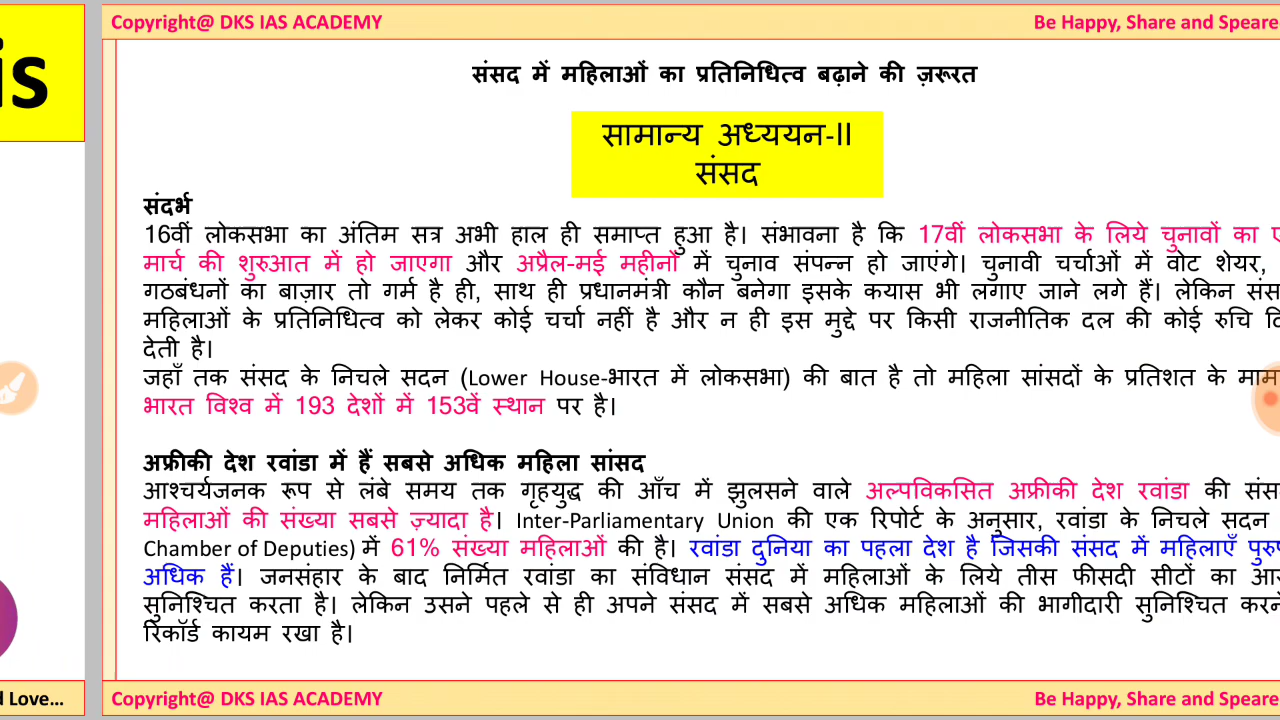 is
d Love...
Copyright@ DKS IAS ACADEMY
Be Happy, Share and
संसद में महिलाओं का प्रतिनिधित्व बढ़ाने की ज़रूरत
सामान्य अध्ययन-II
संसद
संदर्भ
16वीं लोकसभा का अंतिम सत्र अभी हाल ही समाप्त हुआ है। संभावना है कि 17वीं लोकसभा के लिये चुनावों का
मार्च की शुरुआत में हो जाएगा और अप्रैल-मई महीनों में चुनाव संपन्न हो जाएंगे। चुनावी चर्चाओं में वोट शेयर,
गठबंधनों का बाज़ार तो गर्म है ही, साथ ही प्रधानमंत्री कौन बनेगा इसके कयास भी लगाए जाने लगे हैं। लेकिन
महिलाओं के प्रतिनिधित्व को लेकर कोई चर्चा नहीं है और न ही इस मुद्दे पर किसी राजनीतिक दल की कोई रुचि
देती है।
जहाँ तक संसद के निचले सदन (Lower House-भारत में लोकसभा) की बात है तो महिला सांसदों के प्रतिशत के
भारत विश्व में 193 देशों में 153वें स्थान पर है।
अफ्रीकी देश रवांडा में हैं सबसे अधिक महिला सांसद
आश्चर्यजनक रूप से लंबे समय तक गृहयुद्ध की आँच में झुलसने वाले अल्पविकसित अफ्रीकी देश रवांडा की
महिलाओं की संख्या सबसे ज़्यादा है। Inter-Parliamentary Union की एक रिपोर्ट के अनुसार, रवांडा के निचले सदन
Chamber of Deputies) में 61% संख्या महिलाओं की है। रवांडा दुनिया का पहला देश है जिसकी संसद में महिलाएँ
अधिक हैं। जनसंहार के बाद निर्मित रवांडा का संविधान संसद में महिलाओं के लिये तीस फीसदी सीटों का
सुनिश्चित करता है। लेकिन उसने पहले से ही अपने संसद में सबसे अधिक महिलाओं की भागीदारी सुनिश्चित
रिकॉर्ड कायम रखा है।
Copyright@ DKS IAS ACADEMY
Be Happy, Share and